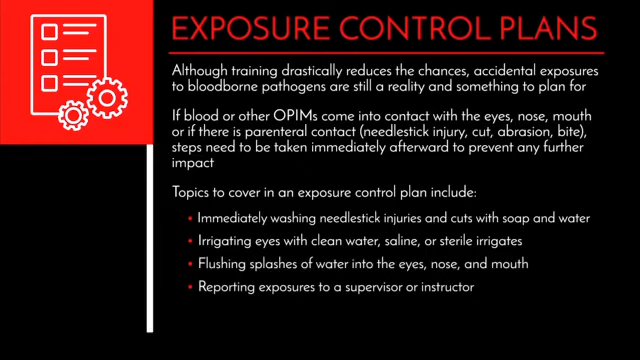 EXPOSURE CONTROL PLANS
Although training drastically reduces the chances, accidental exposures
to bloodborne pathogens are still a reality and something to plan for
If blood or other OPIMs come into contact with the eyes, nose, mouth
or if there is parenteral contact (needlestick injury, cut, abrasion, bite),
steps need to be taken immediately afterward to prevent any further
impact
Topics to cover in an exposure control plan include:
• Immediately washing needlestick injuries and cuts with soap and water
• Irrigating eyes with clean water, saline, or sterile irrigates
• Flushing splashes of water into the eyes, nose, and mouth
• Reporting exposures to a supervisor or instructor